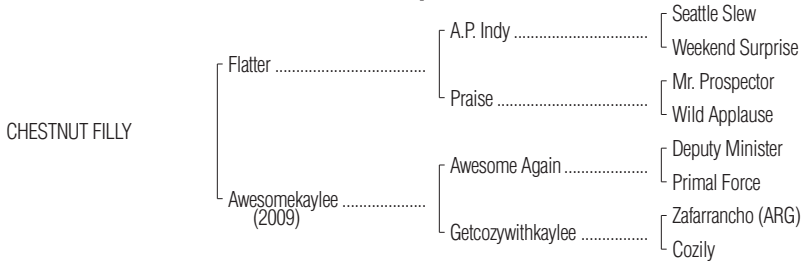 Seattle Slew
A.P. Indy
Weekend Surprise
Flatter
Mr. Prospector
Praise
Wild Applause
CHESTNUT FILLY
Deputy Minister
Awesome Again
Primal Force
Awesomekaylee
(2009)
Zafarrancho (ARG)
Getcozywithkaylee
Cozily